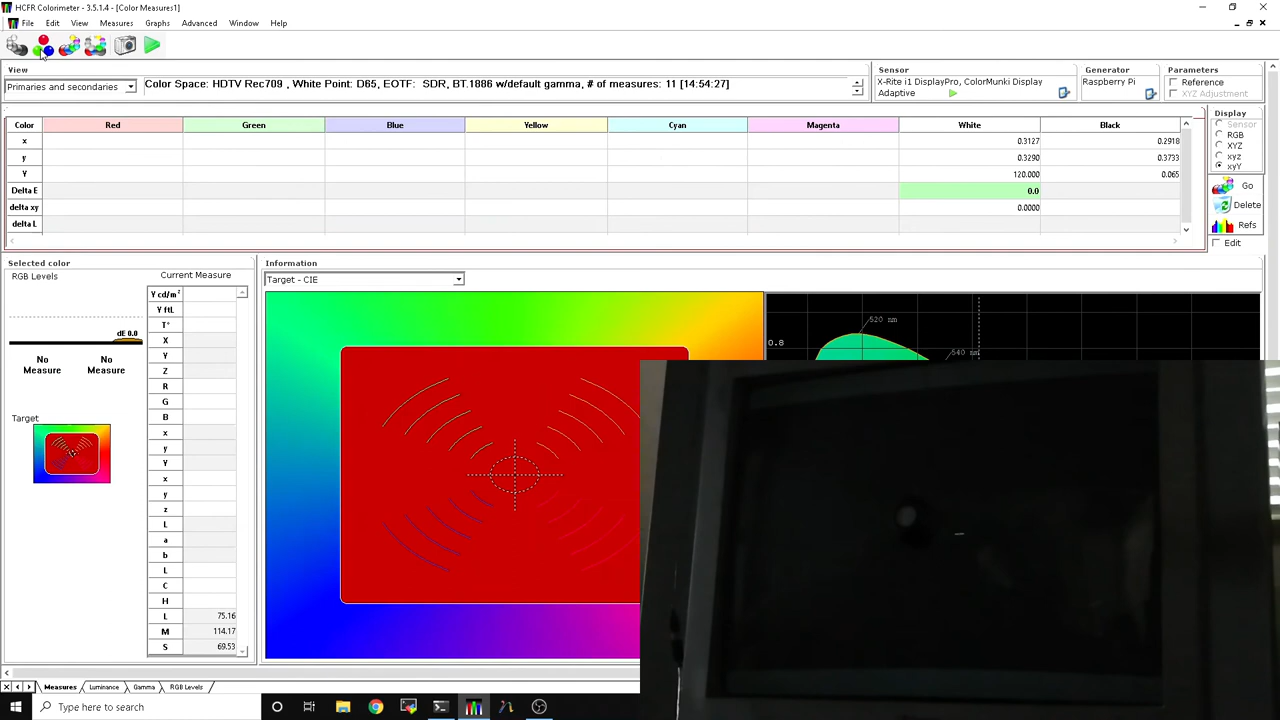 HCFR Colorimeter - 3.5.1.4 - [Color Measures1]
File Edit View Measures Graphs Advanced Window Help
View
Primaries and secondaries
Color Space: HDTV Rec709 , White Point: D65, EOTF: SDR, BT.1886 w/default gamma, # of measures: 11 [14:54:27]
Sensor
X-Rite i1 DisplayPro, ColorMunki Display
Adaptive
Generator
Raspberry Pi
Parameters
Reference
XYZ Adjustment
Color Red Green Blue Yellow Cyan Magenta White Black
x 0.3127 0.2918
y 0.3290 0.3733
Y 120.000 0.065
Delta E 0.0
delta xy 0.0000
delta L
Display
Sensor
RGB
XYZ
xyz
xyY
Go
Delete
Refs
Edit
Selected color
RGB Levels
dE 0.0
No Measure No Measure
Target
Current Measure
Y cd/m²
Y ftL
T°
X
Y
Z
R
G
B
x
y
Y
x
y
z
L
a
b
L
C
H
L 75.16
M 114.17
S 69.53
Information
Target - CIE
520 nm
0.8
540 nm
Measures Luminance Gamma RGB Levels
Type here to search